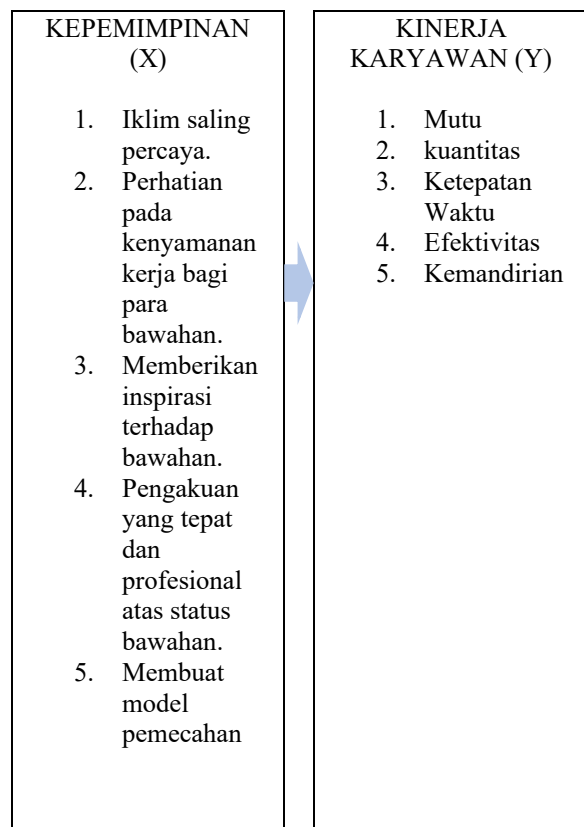 KEPEMIMPINAN
(X)
1. Iklim saling
percaya.
2. Perhatian
pada
kenyamanan
kerja bagi
para
bawahan.
3. Memberikan
inspirasi
terhadap
bawahan.
4. Pengakuan
yang tepat
dan
profesional
atas status
bawahan.
5. Membuat
model
pemecahan
KINERJA
KARYAWAN (Y)
1. Mutu
2. kuantitas
3. Ketepatan
Waktu
4. Efektivitas
5. Kemandirian